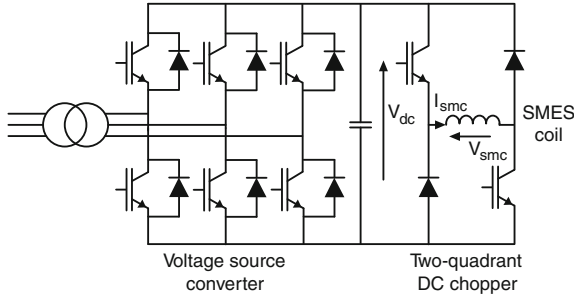 V_dc
I_smc
V_smc
SMES
coil
Voltage source
converter
Two-quadrant
DC chopper